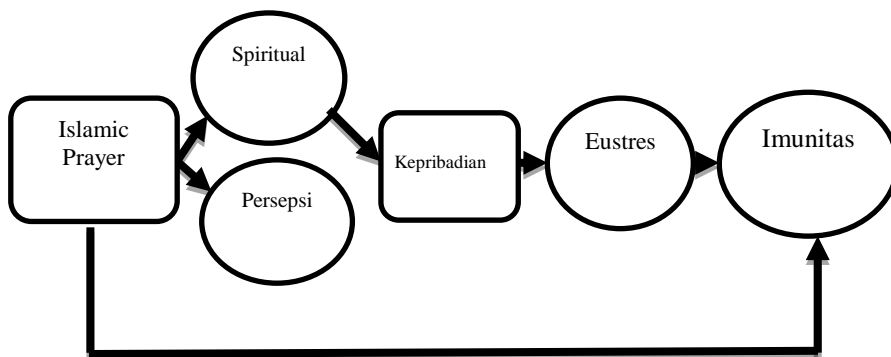 Islamic
Prayer
Spiritual
Persepsi
Kepribadian
Eustres
Imunitas